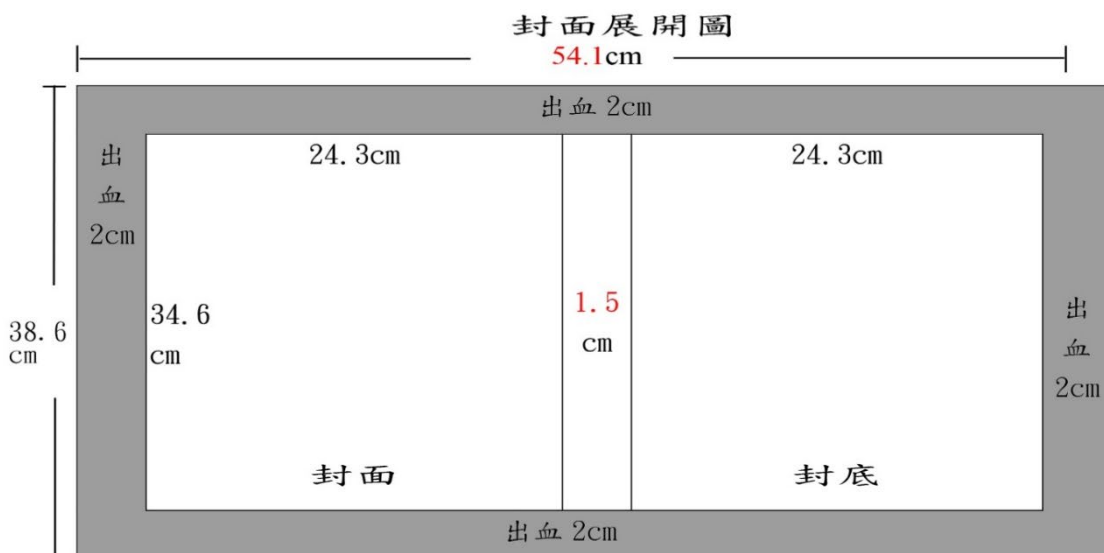 封面展開圖
54.1cm
出血 2cm
出
血
2cm
24.3cm
24.3cm
34.6
cm
1.5
cm
38.6
cm
出
血
2cm
封面
封底
出血 2cm